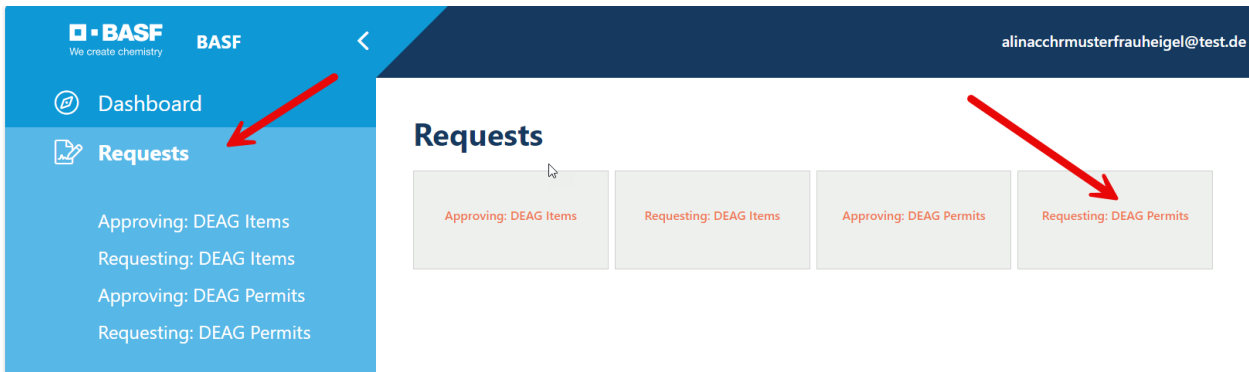 BASF
We create chemistry
BASF
alinacchrmusterfrauheigel@test.de
Dashboard
Requests
Approving: DEAG Items
Requesting: DEAG Items
Approving: DEAG Permits
Requesting: DEAG Permits
Requests
Approving: DEAG Items
Requesting: DEAG Items
Approving: DEAG Permits
Requesting: DEAG Permits